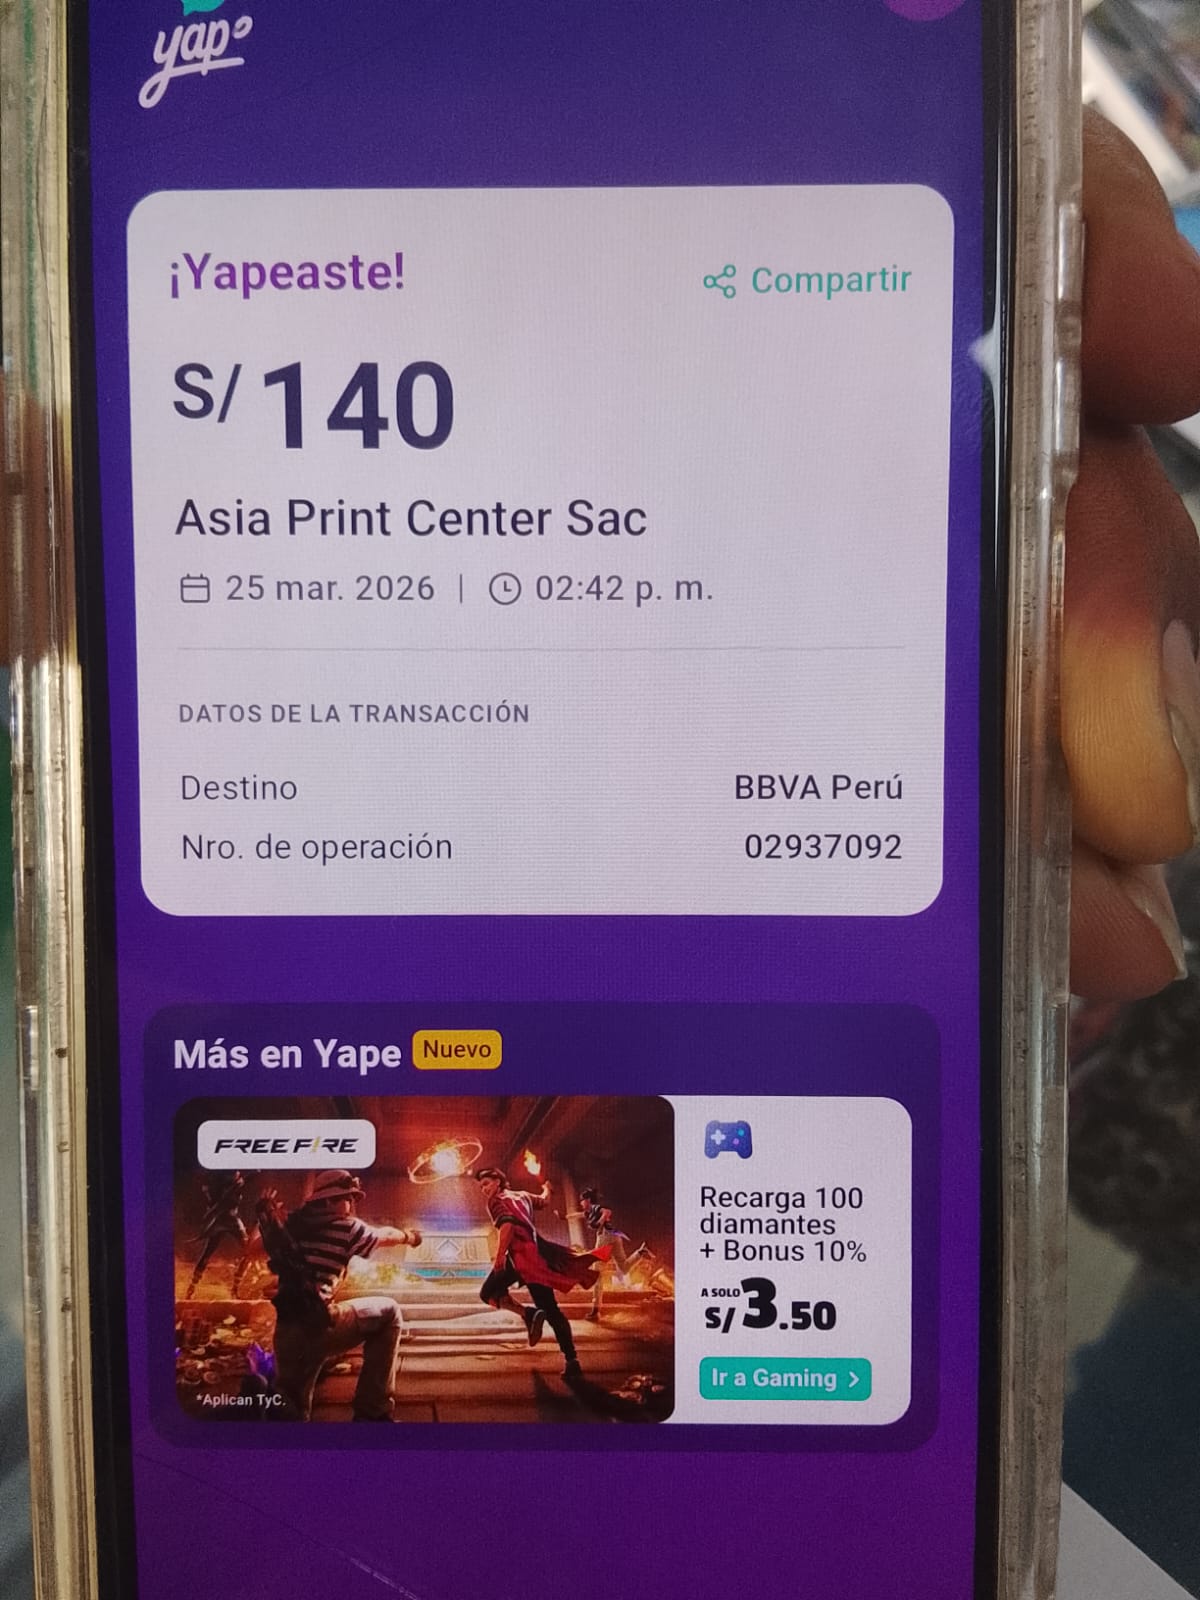 yape
¡Yapeaste!
Compartir
S/ 140
Asia Print Center Sac
25 mar. 2026 | 02:42 p. m.
DATOS DE LA TRANSACCIÓN
Destino BBVA Perú
Nro. de operación 02937092
Más en Yape Nuevo
FREE FIRE
*Aplican TyC.
Recarga 100
diamantes
+ Bonus 10%
A SOLO
S/3.50
Ir a Gaming >